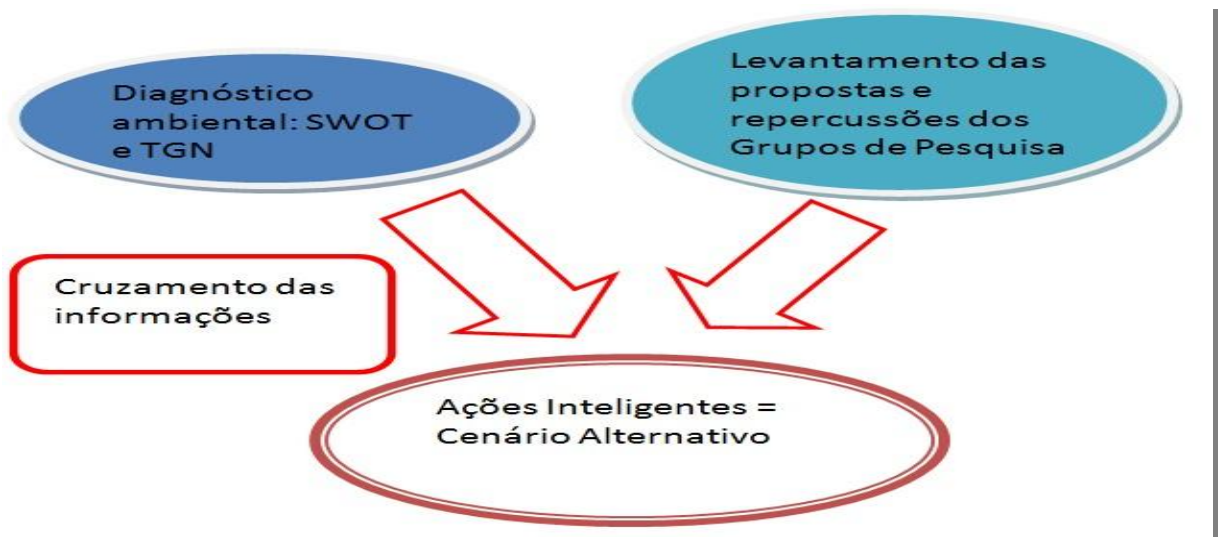 Diagnóstico
ambiental: SWOT
e TGN
Levantamento das
propostas e
repercussões dos
Grupos de Pesquisa
Cruzamento das
informações
Ações Inteligentes =
Cenário Alternativo